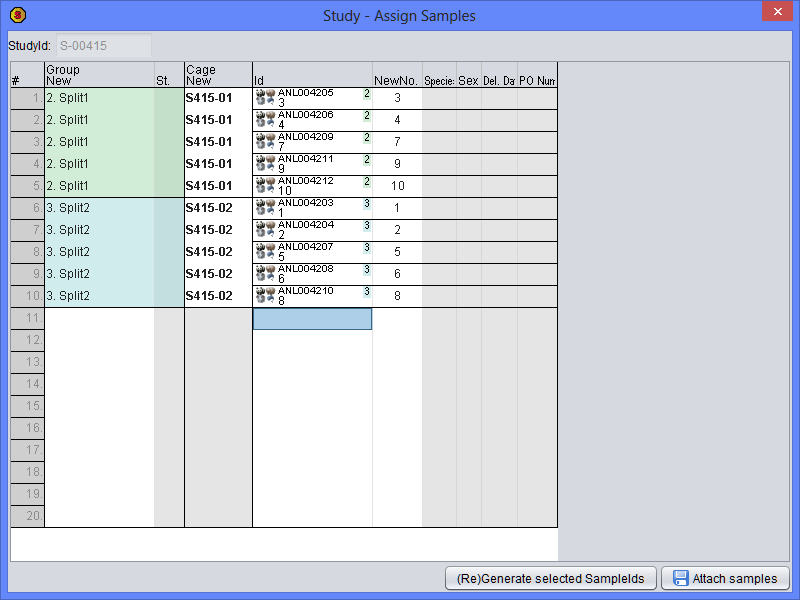 Study - Assign Samples
StudyId: S-00415
Group Cage
# New St. New Id NewNo. Specie: Sex Del. Da PO Num
1. 2. Split1 S415-01 ANL004205 2 3
3
2. 2. Split1 S415-01 ANL004206 2 4
4
3. 2. Split1 S415-01 ANL004209 2 7
7
4. 2. Split1 S415-01 ANL004211 2 9
9
5. 2. Split1 S415-01 ANL004212 2 10
10
6. 3. Split2 S415-02 ANL004203 3 1
1
7. 3. Split2 S415-02 ANL004204 3 2
2
8. 3. Split2 S415-02 ANL004207 3 5
5
9. 3. Split2 S415-02 ANL004208 3 6
6
10. 3. Split2 S415-02 ANL004210 3 8
8
11.
12.
13.
14.
15.
16.
17.
18.
19.
20.
(Re)Generate selected SampleIds Attach samples